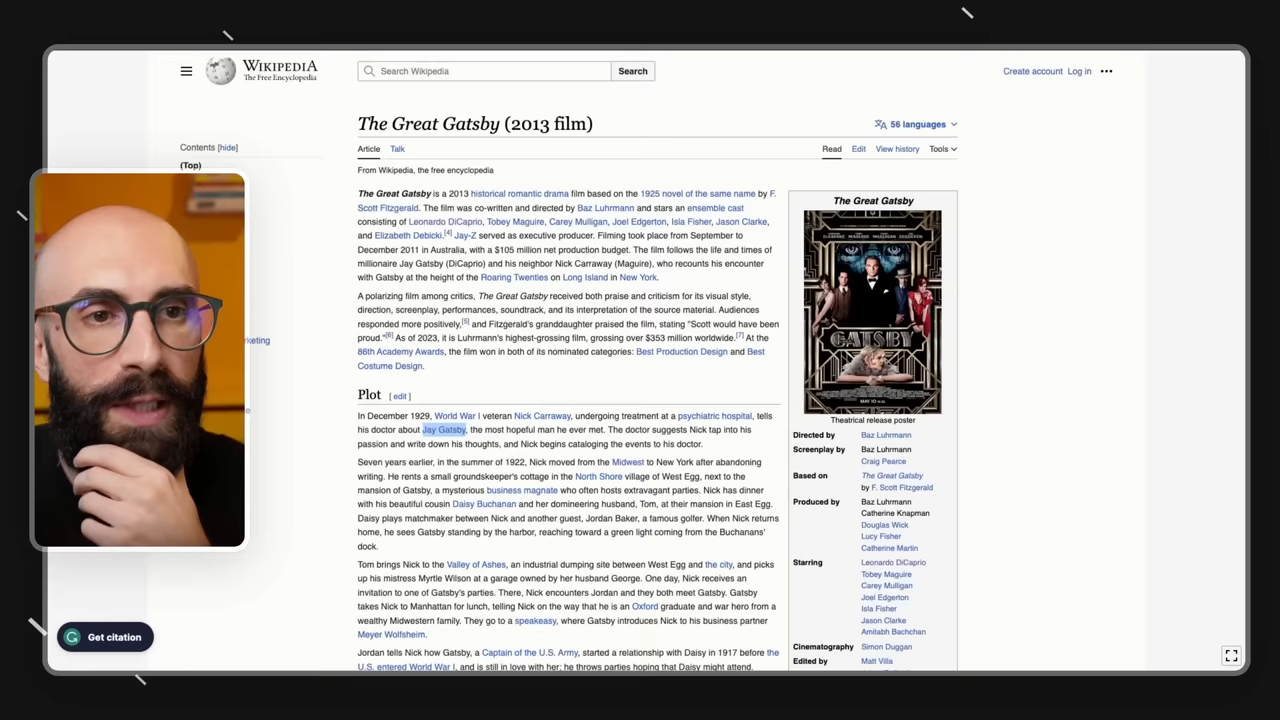 WIKIPEDIA
The Free Encyclopedia
Search Wikipedia
Search
Create account Log in
The Great Gatsby (2013 film)
56 languages
Contents [hide]
(Top)
Article Talk
Read Edit View history Tools
From Wikipedia, the free encyclopedia
The Great Gatsby is a 2013 historical romantic drama film based on the 1925 novel of the same name by F.
Scott Fitzgerald. The film was co-written and directed by Baz Luhrmann and stars an ensemble cast
consisting of Leonardo DiCaprio, Tobey Maguire, Carey Mulligan, Joel Edgerton, Isla Fisher, Jason Clarke,
and Elizabeth Debicki.[4] Jay-Z served as executive producer. Filming took place from September to
December 2011 in Australia, with a $105 million net production budget. The film follows the life and times of
millionaire Jay Gatsby (DiCaprio) and his neighbor Nick Carraway (Maguire), who recounts his encounter
with Gatsby at the height of the Roaring Twenties on Long Island in New York.
A polarizing film among critics, The Great Gatsby received both praise and criticism for its visual style,
direction, screenplay, performances, soundtrack, and its interpretation of the source material. Audiences
responded more positively,[5] and Fitzgerald's granddaughter praised the film, stating "Scott would have been
proud."[6] As of 2023, it is Luhrmann's highest-grossing film, grossing over $353 million worldwide.[7] At the
86th Academy Awards, the film won in both of its nominated categories: Best Production Design and Best
Costume Design.
rketing
e
Plot [ edit ]
In December 1929, World War I veteran Nick Carraway, undergoing treatment at a psychiatric hospital, tells
his doctor about Jay Gatsby, the most hopeful man he ever met. The doctor suggests Nick tap into his
passion and write down his thoughts, and Nick begins cataloging the events to his doctor.
Seven years earlier, in the summer of 1922, Nick moved from the Midwest to New York after abandoning
writing. He rents a small groundskeeper's cottage in the North Shore village of West Egg, next to the
mansion of Gatsby, a mysterious business magnate who often hosts extravagant parties. Nick has dinner
with his beautiful cousin Daisy Buchanan and her domineering husband, Tom, at their mansion in East Egg.
Daisy plays matchmaker between Nick and another guest, Jordan Baker, a famous golfer. When Nick returns
home, he sees Gatsby standing by the harbor, reaching toward a green light coming from the Buchanans'
dock.
Tom brings Nick to the Valley of Ashes, an industrial dumping site between West Egg and the city, and picks
up his mistress Myrtle Wilson at a garage owned by her husband George. One day, Nick receives an
invitation to one of Gatsby's parties. There, Nick encounters Jordan and they both meet Gatsby. Gatsby
takes Nick to Manhattan for lunch, telling Nick on the way that he is an Oxford graduate and war hero from a
wealthy Midwestern family. They go to a speakeasy, where Gatsby introduces Nick to his business partner
Meyer Wolfsheim.
Jordan tells Nick how Gatsby, a Captain of the U.S. Army, started a relationship with Daisy in 1917 before the
U.S. entered World War I, and is still in love with her; he throws parties hoping that Daisy might attend.
The Great Gatsby
GATSBY
Theatrical release poster
Directed by Baz Luhrmann
Screenplay by Baz Luhrmann
Craig Pearce
Based on The Great Gatsby
by F. Scott Fitzgerald
Produced by Baz Luhrmann
Catherine Knapman
Douglas Wick
Lucy Fisher
Catherine Martin
Starring Leonardo DiCaprio
Tobey Maguire
Carey Mulligan
Joel Edgerton
Isla Fisher
Jason Clarke
Amitabh Bachchan
Cinematography Simon Duggan
Edited by Matt Villa
Get citation